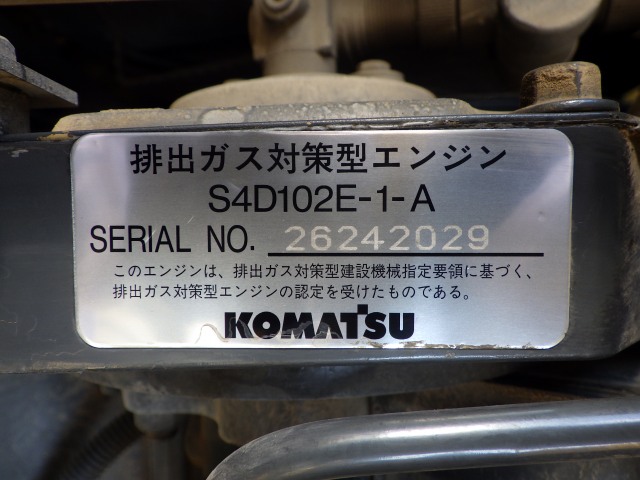 排出ガス対策型エンジン
S4D102E-1-A
SERIAL NO. 26242029
このエンジンは、排出ガス対策型建設機械指定要領に基づく、
排出ガス対策型エンジンの認定を受けたものである。
KOMATSU